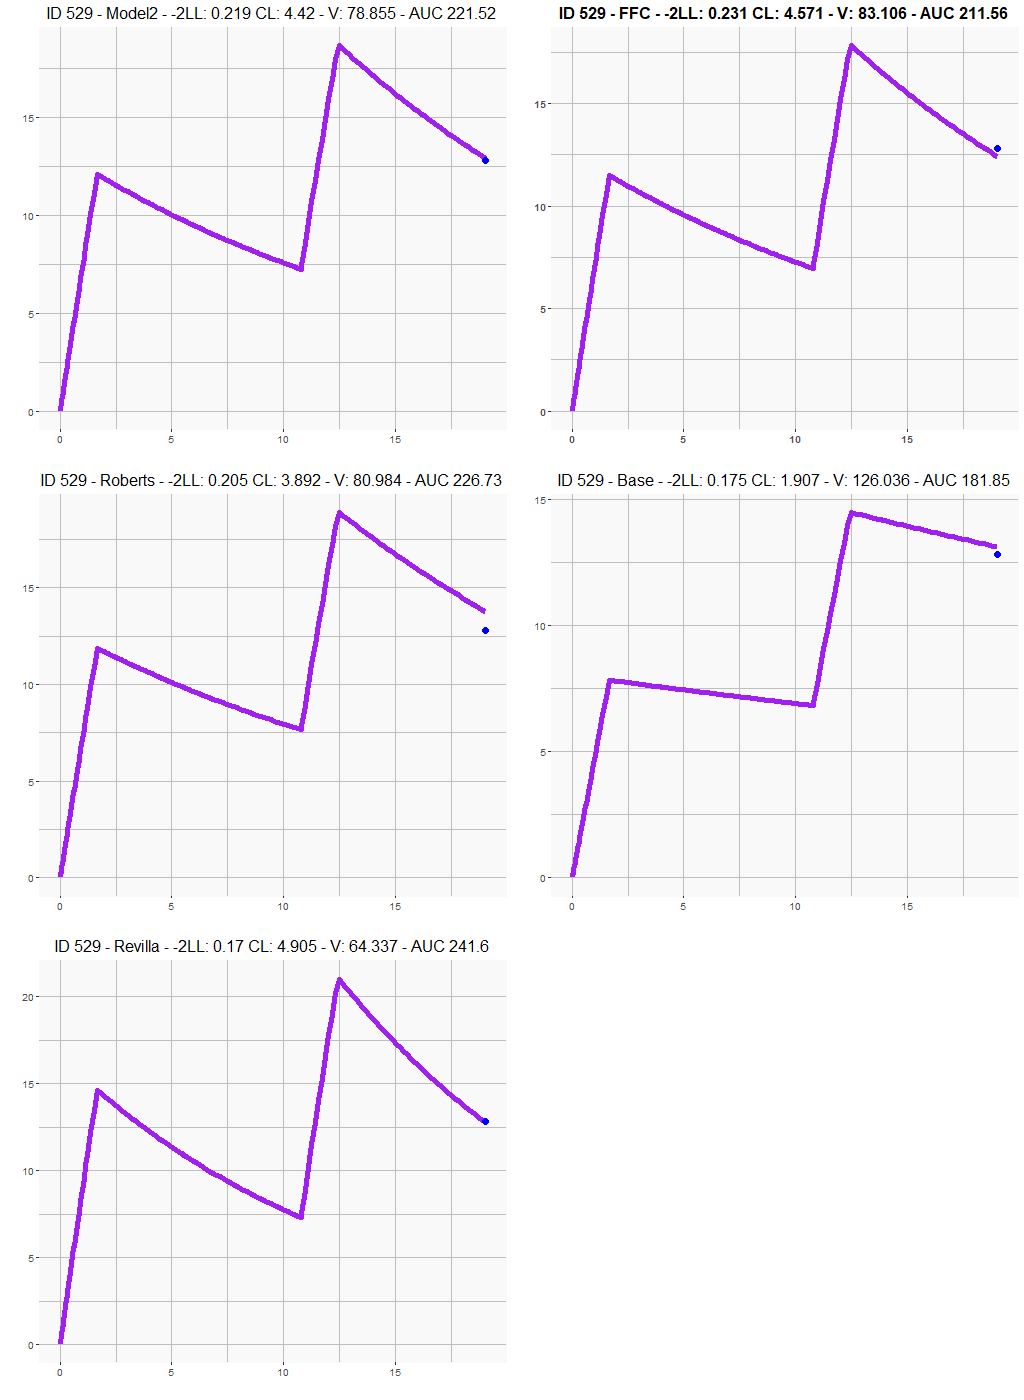 ID 529 - Model2 - -2LL: 0.219 CL: 4.42 - V: 78.855 - AUC 221.52
15
10
5
0
0 5 10 15
ID 529 - FFC - -2LL: 0.231 CL: 4.571 - V: 83.106 - AUC 211.56
15
10
5
0
0 5 10 15
ID 529 - Roberts - -2LL: 0.205 CL: 3.892 - V: 80.984 - AUC 226.73
15
10
5
0
0 5 10 15
ID 529 - Base - -2LL: 0.175 CL: 1.907 - V: 126.036 - AUC 181.85
15
10
5
0
0 5 10 15
ID 529 - Revilla - -2LL: 0.17 CL: 4.905 - V: 64.337 - AUC 241.6
20
15
10
5
0
0 5 10 15